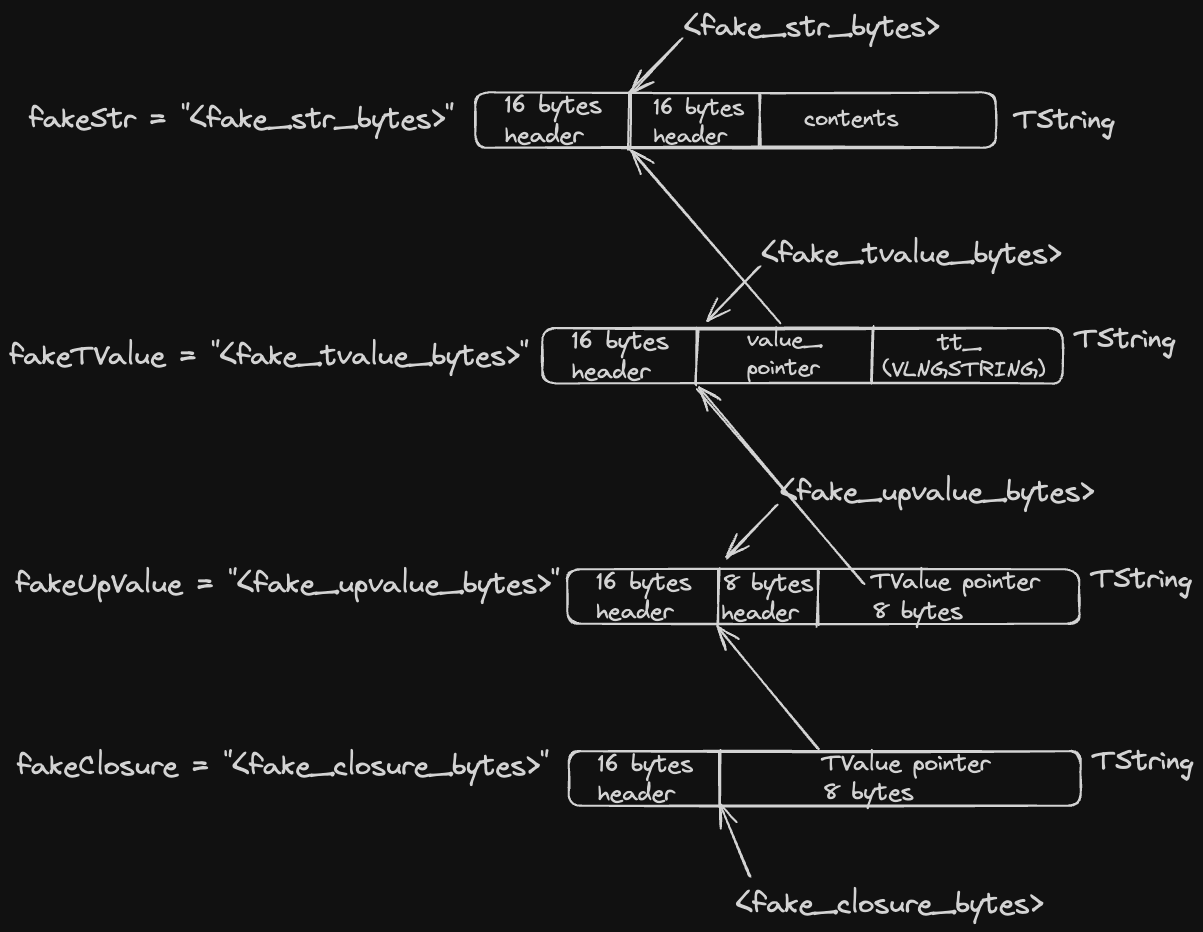 <fake_str_bytes>
fakeStr = "<fake_str_bytes>"
16 bytes
header
16 bytes
header
contents
TString
<fake_tvalue_bytes>
fakeTValue = "<fake_tvalue_bytes>"
16 bytes
header
value_
pointer
tt_
(VLNGSTRING)
TString
<fake_upvalue_bytes>
fakeUpValue = "<fake_upvalue_bytes>"
16 bytes
header
8 bytes
header
TValue pointer
8 bytes
TString
fakeClosure = "<fake_closure_bytes>"
16 bytes
header
TValue pointer
8 bytes
TString
<fake_closure_bytes>